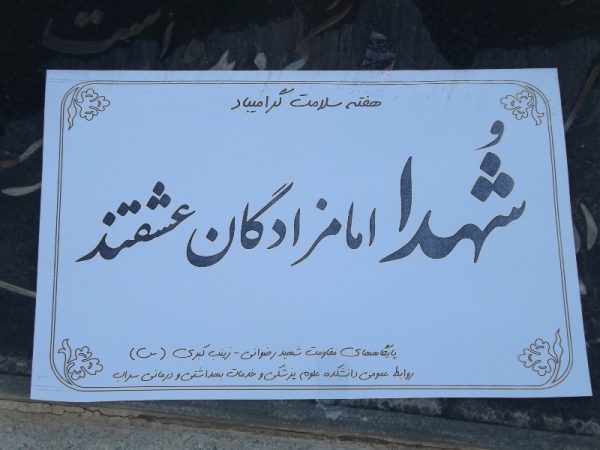 هفته سلامت گرامیباد
شُهدا امامزادگان عشقند
پایگاههای مقاومت شهید رضوانی - زینب کبری (س)
روابط عمومی دانشکده علوم پزشکی و خدمات بهداشتی و درمانی سراب